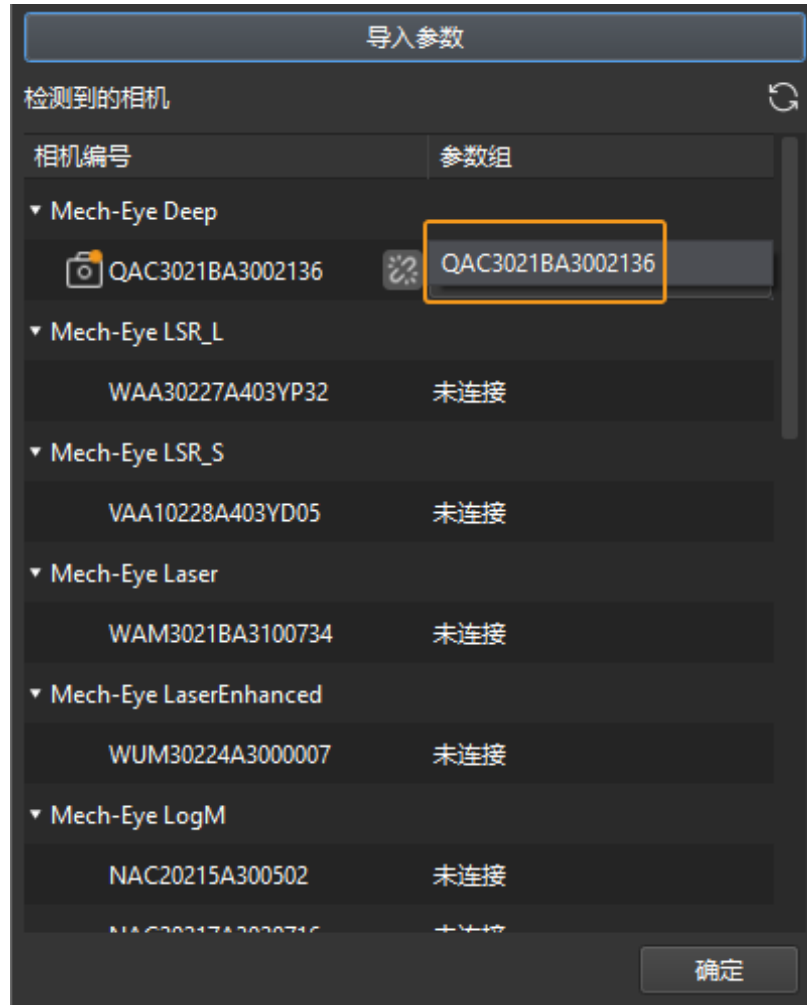 导入参数
检测到的相机
相机编号 参数组
Mech-Eye Deep
QAC3021BA3002136 QAC3021BA3002136
Mech-Eye LSR_L
WAA30227A403YP32 未连接
Mech-Eye LSR_S
VAA10228A403YD05 未连接
Mech-Eye Laser
WAM3021BA3100734 未连接
Mech-Eye LaserEnhanced
WUM30224A3000007 未连接
Mech-Eye LogM
NAC20215A300502 未连接
确定